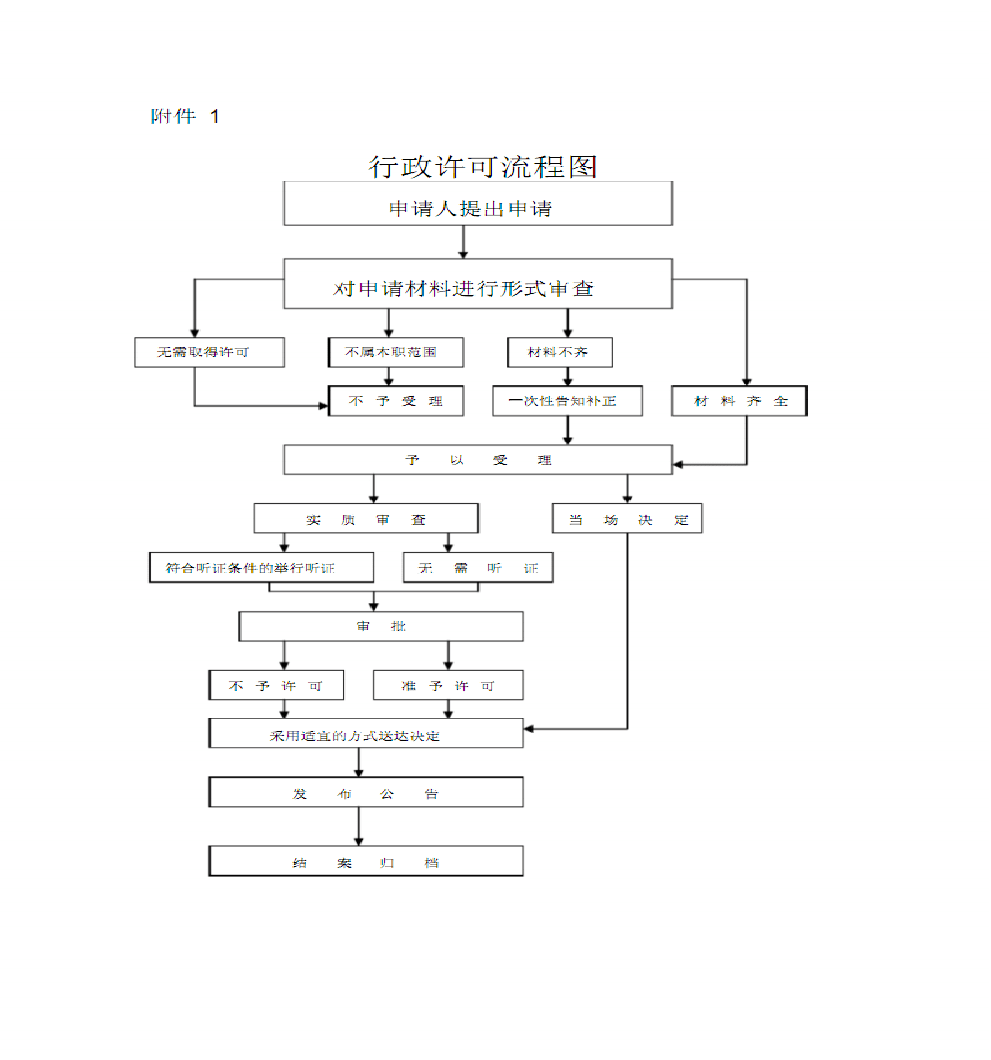 附件 1
行政许可流程图
申请人提出申请
对申请材料进行形式审查
无需取得许可
不属本职范围
材料不齐
不 予 受 理
一次性告知补正
材 料 齐 全
予 以 受 理
实 质 审 查
当 场 决 定
符合听证条件的举行听证
无 需 听 证
审 批
不 予 许 可
准 予 许 可
采用适宜的方式送达决定
发 布 公 告
结 案 归 档